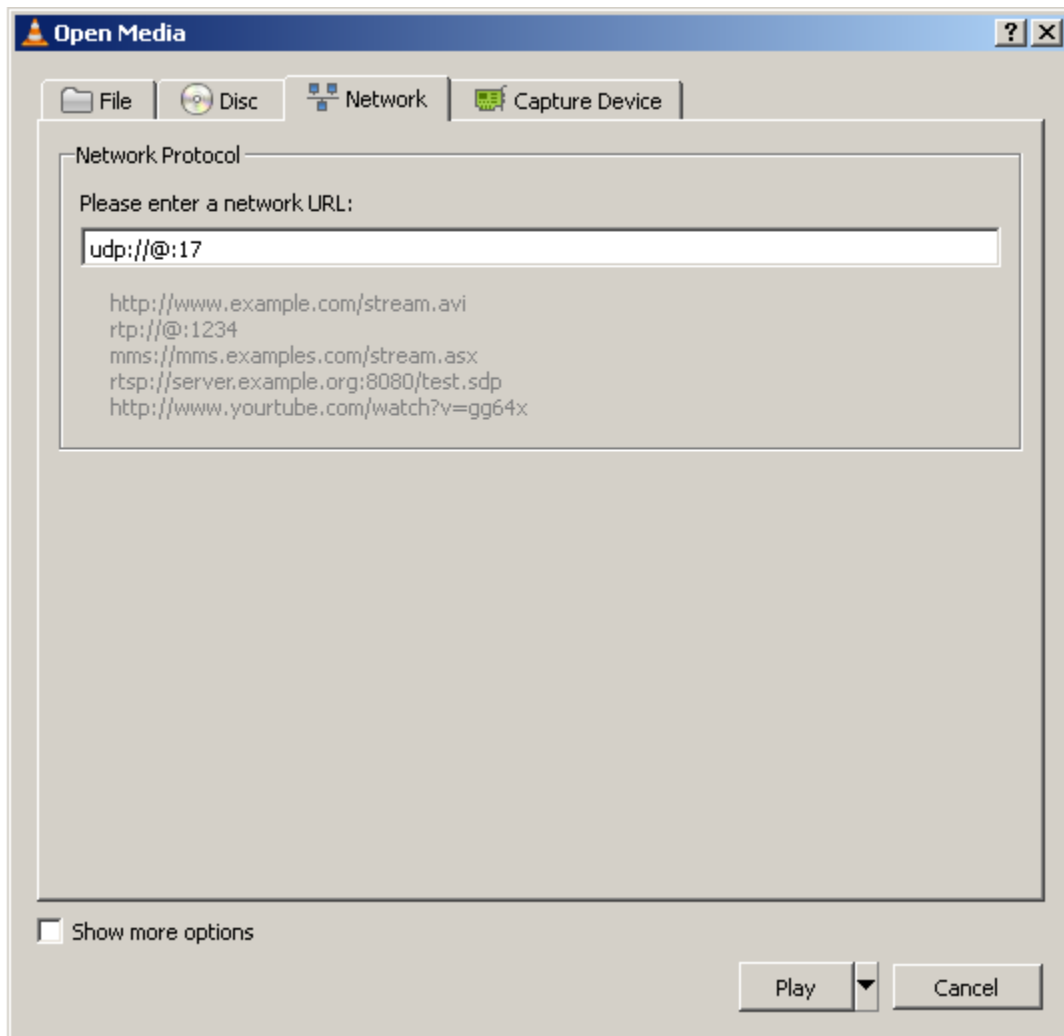 Open Media
File
Disc
Network
Capture Device
Network Protocol
Please enter a network URL:
udp://@:17
http://www.example.com/stream.avi
rtp://@:1234
mms://mms.examples.com/stream.asx
rtsp://server.example.org:8080/test.sdp
http://www.yourtube.com/watch?v=gg64x
Show more options
Play
Cancel